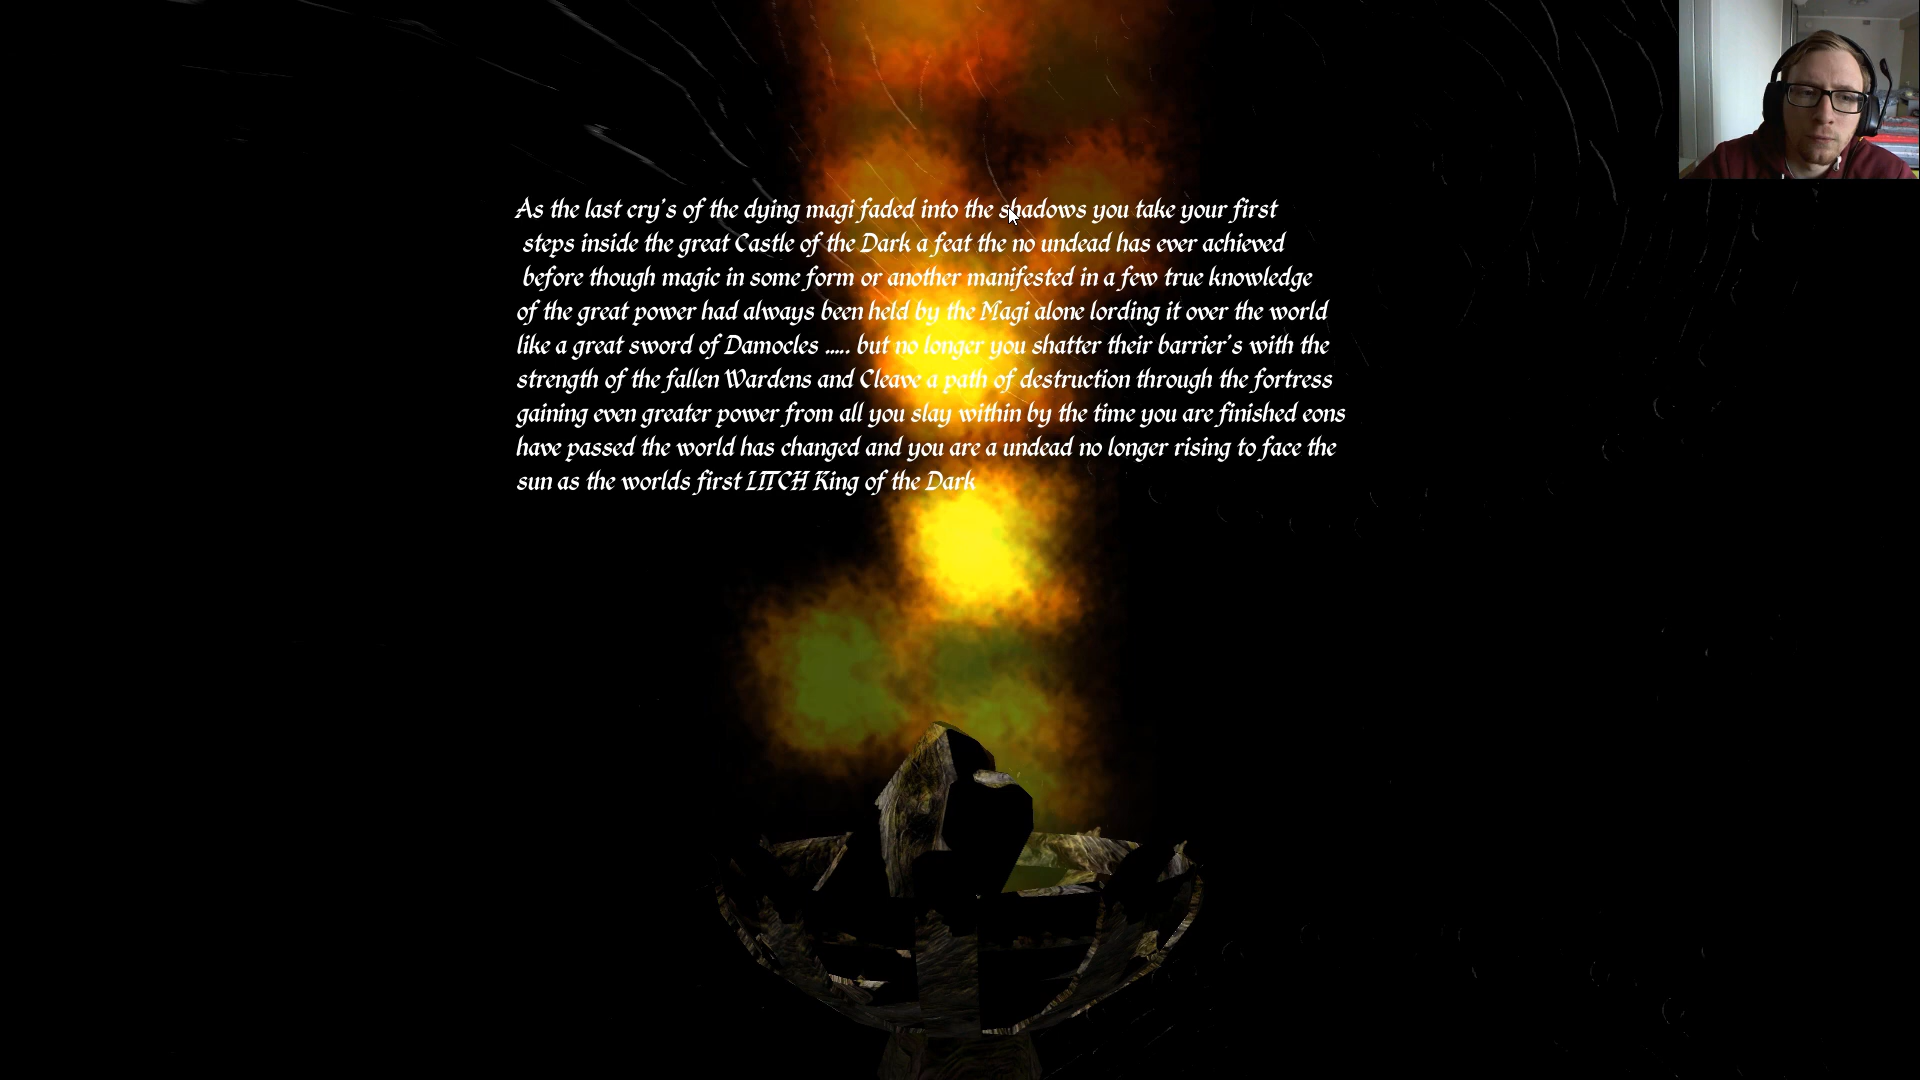 As the last cry's of the dying magi faded into the shadows you take your first
steps inside the great Castle of the Dark a feat the no undead has ever achieved
before though magic in some form or another manifested in a few true knowledge
of the great power had always been held by the Magi alone lording it over the world
like a great sword of Damocles ..... but no longer you shatter their barrier's with the
strength of the fallen Wardens and Cleave a path of destruction through the fortress
gaining even greater power from all you slay within by the time you are finished eons
have passed the world has changed and you are a undead no longer rising to face the
sun as the worlds first LITCH King of the Dark